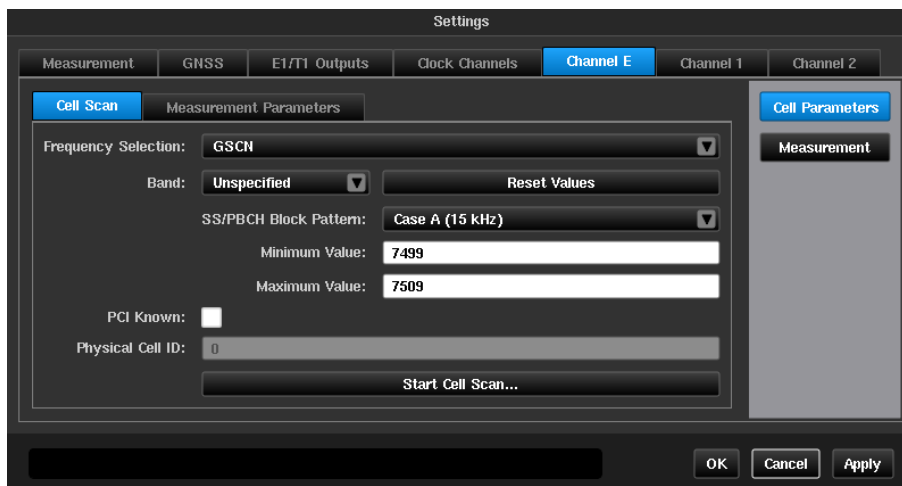 Settings
Measurement GNSS E1/T1 Outputs Clock Channels Channel E Channel 1 Channel 2
Cell Scan Measurement Parameters Cell Parameters
Frequency Selection: GSCN Measurement
Band: Unspecified Reset Values
SS/PBCH Block Pattern: Case A (15 kHz)
Minimum Value: 7499
Maximum Value: 7509
PCI Known:
Physical Cell ID: 0
Start Cell Scan...
OK Cancel Apply